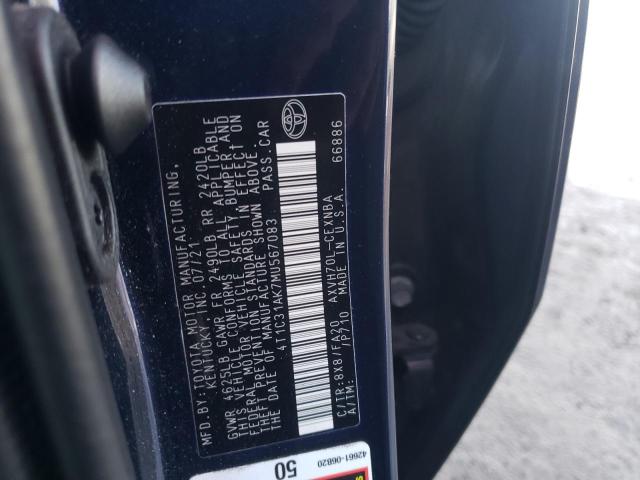 MFD.BY:TOYOTA MOTOR MANUFACTURING,
KENTUCKY, INC. 07/21
GVWR 4625LB GAWR FR 2490LB RR 2420LB
THIS VEHICLE CONFORMS TO ALL APPLICABLE
FEDERAL MOTOR VEHICLE SAFETY, BUMPER, AND
THEFT PREVENTION STANDARDS IN EFFECT ON
THE DATE OF MANUFACTURE SHOWN ABOVE.
4T1C31AK7MU567083 PASS.CAR
C/TR:8X8/FA20 AXVH70L-CEXNBA 66886
A/TM: /P710 MADE IN U.S.A.
42661-06B20
50